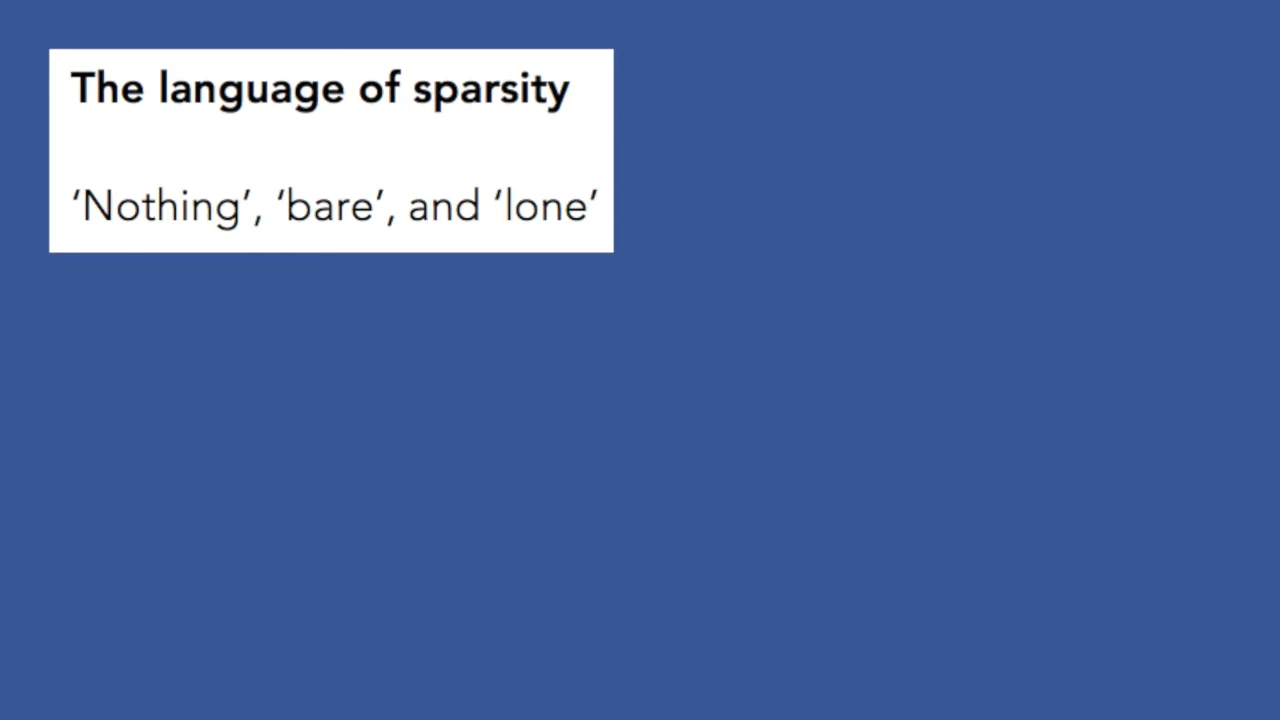 The language of sparsity
‘Nothing’, ‘bare’, and ‘lone’